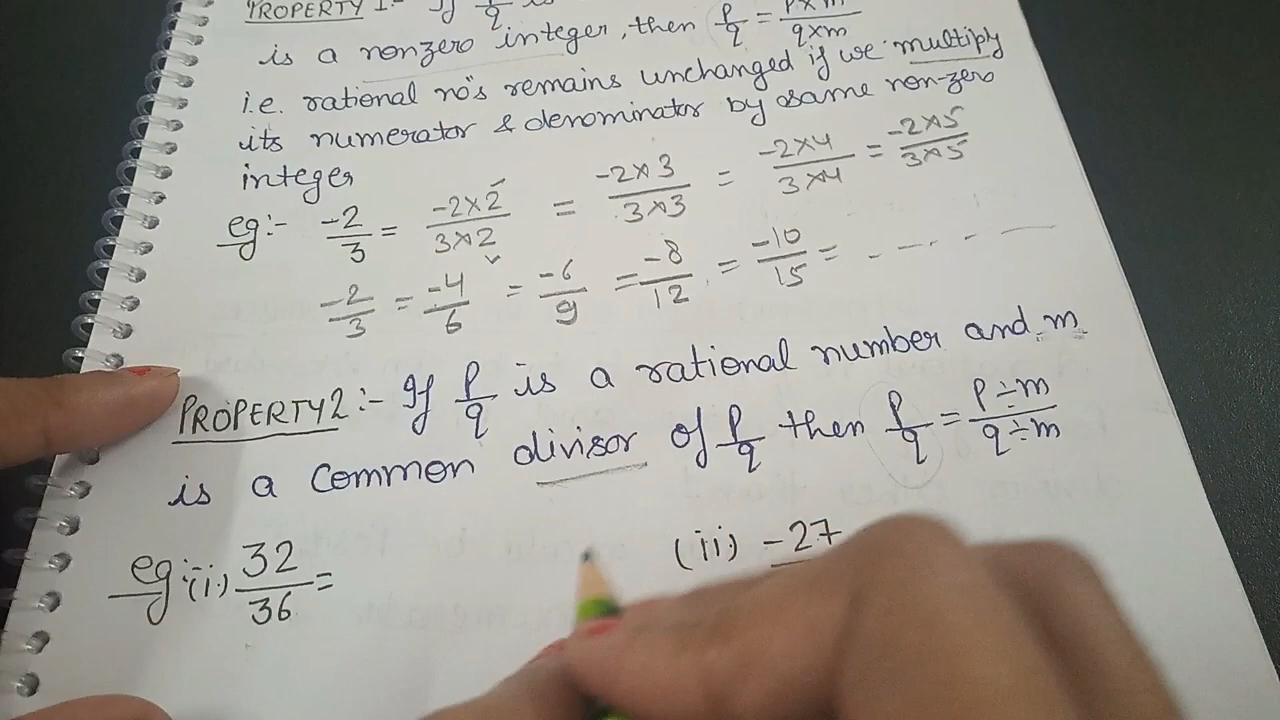 PROPERTY 1:- If p/q is
is a nonzero integer, then p/q = p×m/q×m
i.e. rational no's remains unchanged if we multiply
its numerator & denominator by same non-zero
integer
eg:- -2/3 = -2×2/3×2 = -2×3/3×3 = -2×4/3×4 = -2×5/3×5
-2/3 = -4/6 = -6/9 = -8/12 = -10/15 = - - - -
PROPERTY2:- If p/q is a rational number and m
is a common divisor of p/q then p/q = p÷m/q÷m
eg:(i) 32/36 = (ii) -27